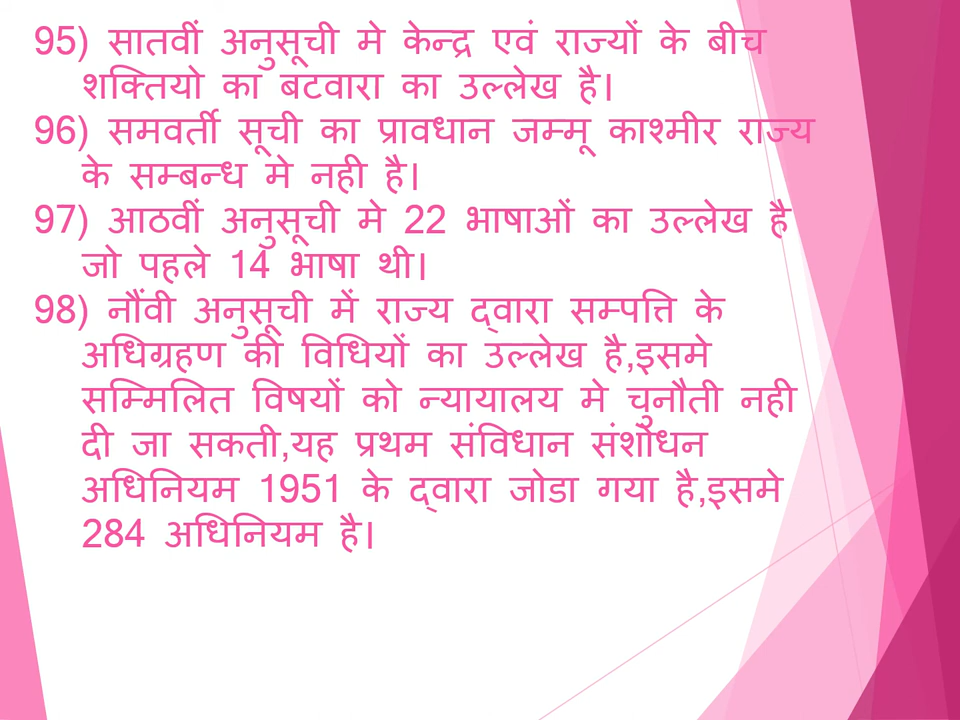 95) सातवीं अनुसूची मे केन्द्र एवं राज्यों के बीच
शक्तियो का बटवारा का उल्लेख है।
96) समवर्ती सूची का प्रावधान जम्मू काश्मीर राज्य
के सम्बन्ध मे नही है।
97) आठवीं अनुसूची मे 22 भाषाओं का उल्लेख है
जो पहले 14 भाषा थी।
98) नौंवी अनुसूची में राज्य द्वारा सम्पत्ति के
अधिग्रहण की विधियों का उल्लेख है,इसमे
सम्मिलित विषयों को न्यायालय मे चुनौती नही
दी जा सकती,यह प्रथम संविधान संशोधन
अधिनियम 1951 के द्वारा जोडा गया है,इसमे
284 अधिनियम है।